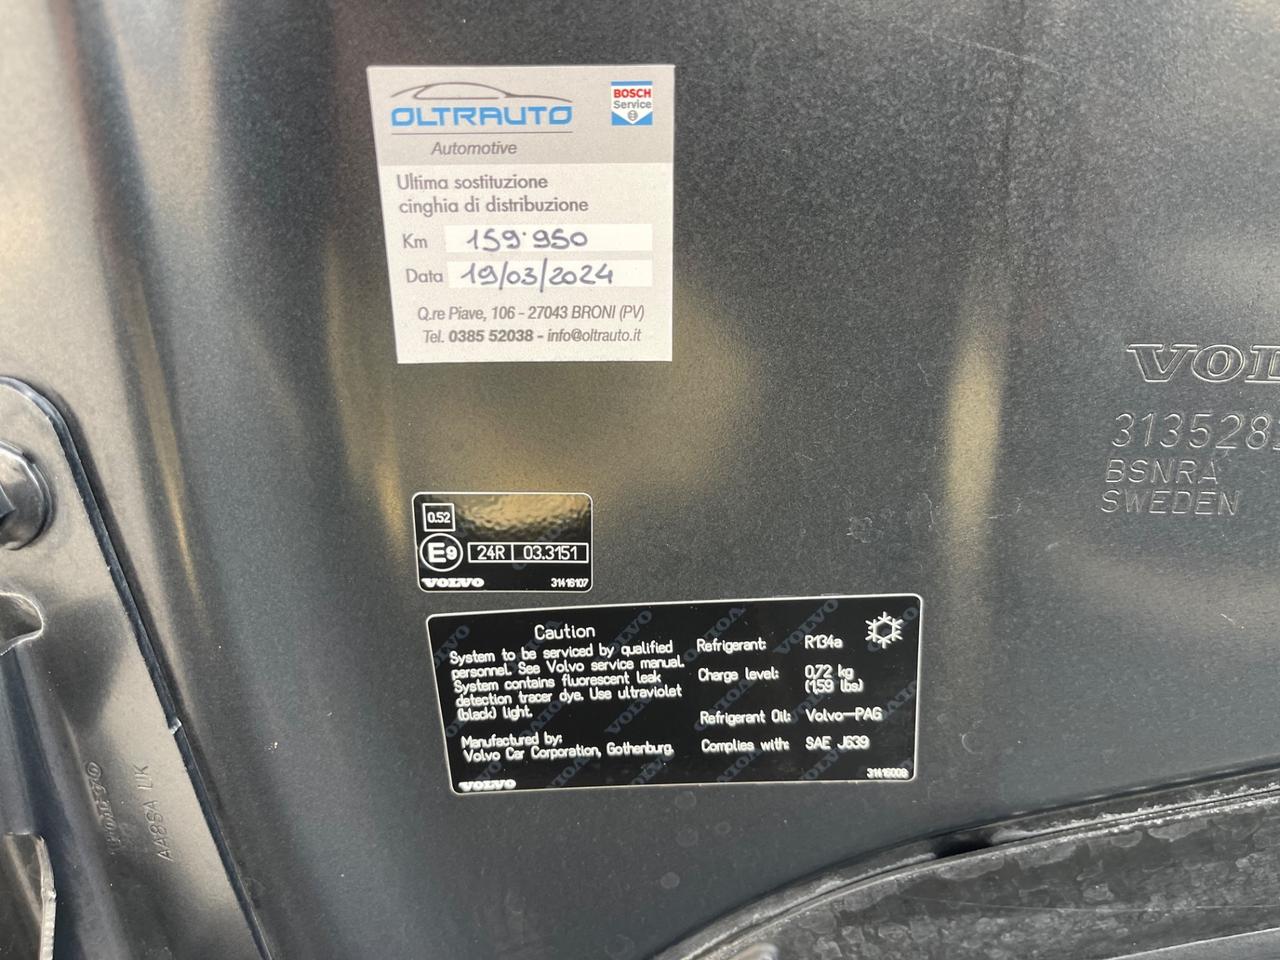 OLTRAUTO
Automotive
BOSCH
Service
Ultima sostituzione
cinghia di distribuzione
Km 159.950
Data 19/03/2024
Q.re Piave, 106 - 27043 BRONI (PV)
Tel. 0385 52038 - info@oltrauto.it
VOL
313528
BSNRA
SWEDEN
0.52
E9 24R 03.3151
VOLVO 31416107
Caution
System to be serviced by qualified
personnel. See Volvo service manual.
System contains fluorescent leak
detection tracer dye. Use ultraviolet
(black) light.
Manufactured by:
Volvo Car Corporation, Gothenburg.
VOLVO
Refrigerant: R134a
Charge level: 0,72 kg
(1,59 lbs)
Refrigerant Oil: Volvo-PAG
Complies with: SAE J639
31416008